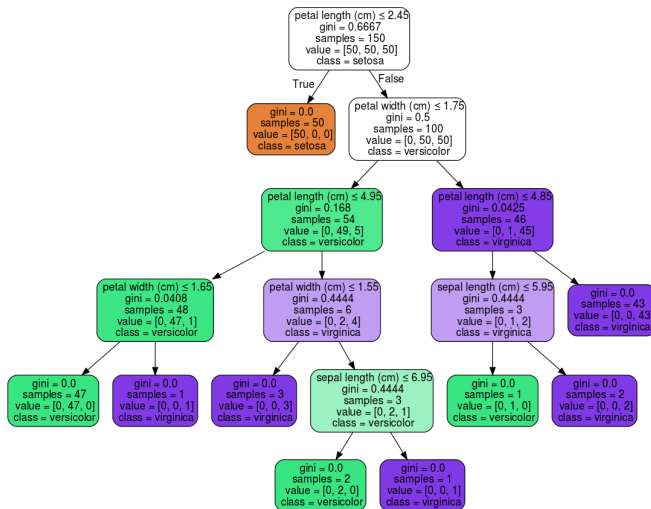 petal length (cm) ≤ 2.45
gini = 0.6667
samples = 150
value = [50, 50, 50]
class = setosa
True
False
gini = 0.0
samples = 50
value = [50, 0, 0]
class = setosa
petal width (cm) ≤ 1.75
gini = 0.5
samples = 100
value = [0, 50, 50]
class = versicolor
petal length (cm) ≤ 4.95
gini = 0.168
samples = 54
value = [0, 49, 5]
class = versicolor
petal length (cm) ≤ 4.85
gini = 0.0425
samples = 46
value = [0, 1, 45]
class = virginica
petal width (cm) ≤ 1.65
gini = 0.0408
samples = 48
value = [0, 47, 1]
class = versicolor
petal width (cm) ≤ 1.55
gini = 0.4444
samples = 6
value = [0, 2, 4]
class = virginica
sepal length (cm) ≤ 5.95
gini = 0.4444
samples = 3
value = [0, 1, 2]
class = virginica
gini = 0.0
samples = 43
value = [0, 0, 43]
class = virginica
gini = 0.0
samples = 47
value = [0, 47, 0]
class = versicolor
gini = 0.0
samples = 1
value = [0, 0, 1]
class = virginica
gini = 0.0
samples = 3
value = [0, 0, 3]
class = virginica
sepal length (cm) ≤ 6.95
gini = 0.4444
samples = 3
value = [0, 2, 1]
class = versicolor
gini = 0.0
samples = 1
value = [0, 1, 0]
class = versicolor
gini = 0.0
samples = 2
value = [0, 0, 2]
class = virginica
gini = 0.0
samples = 2
value = [0, 2, 0]
class = versicolor
gini = 0.0
samples = 1
value = [0, 0, 1]
class = virginica